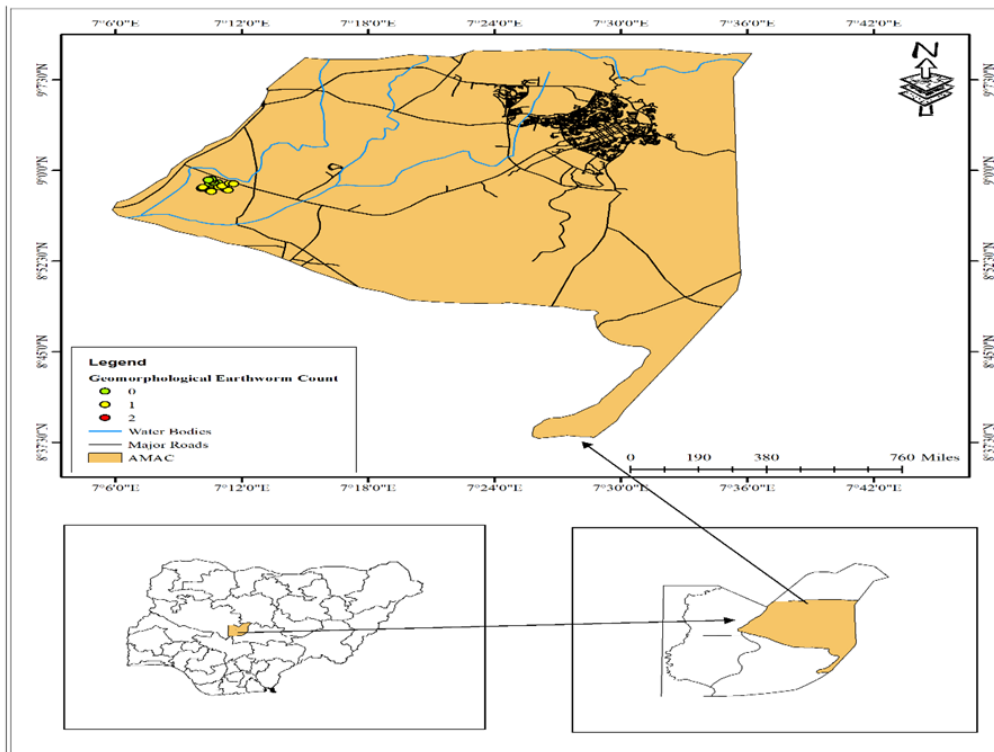 7°6'0"E 7°12'0"E 7°18'0"E 7°24'0"E 7°30'0"E 7°36'0"E 7°42'0"E
N
9°7'30"N 9°7'30"N
9°0'0"N 9°0'0"N
8°52'30"N 8°52'30"N
8°45'0"N 8°45'0"N
8°37'30"N 8°37'30"N
Legend
Geomorphological Earthworm Count
0
1
2
Water Bodies
Major Roads
AMAC
0 190 380 760 Miles
7°6'0"E 7°12'0"E 7°18'0"E 7°24'0"E 7°30'0"E 7°36'0"E 7°42'0"E